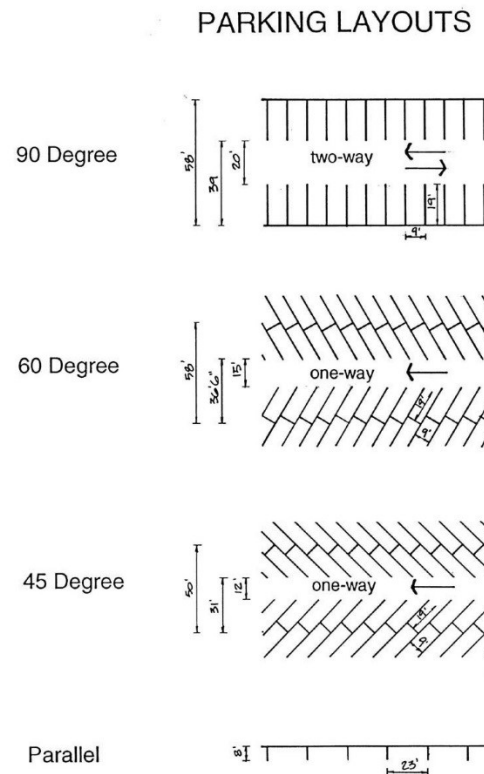 PARKING LAYOUTS
90 Degree
58'
39
20'
two-way
19'
9'
60 Degree
58'
36'6"
15'
one-way
19'
9'
45 Degree
50'
31'
12'
one-way
19'
9'
Parallel
8'
23'